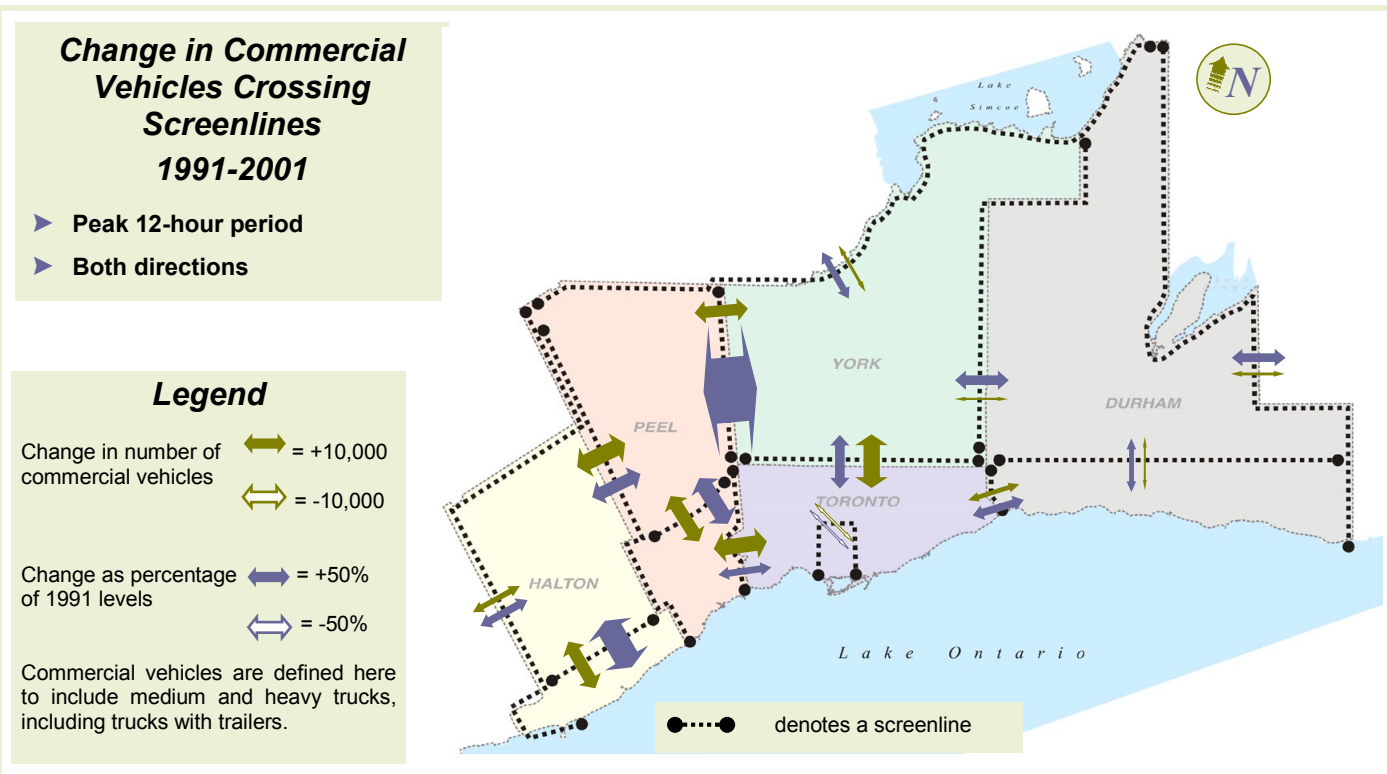 Change in Commercial
Vehicles Crossing
Screenlines
1991-2001
Peak 12-hour period
Both directions
Legend
Change in number of
commercial vehicles
= +10,000
= -10,000
Change as percentage
of 1991 levels
= +50%
= -50%
Commercial vehicles are defined here
to include medium and heavy trucks,
including trucks with trailers.
N
Lake
Simcoe
YORK
PEEL
DURHAM
TORONTO
HALTON
Lake Ontario
denotes a screenline